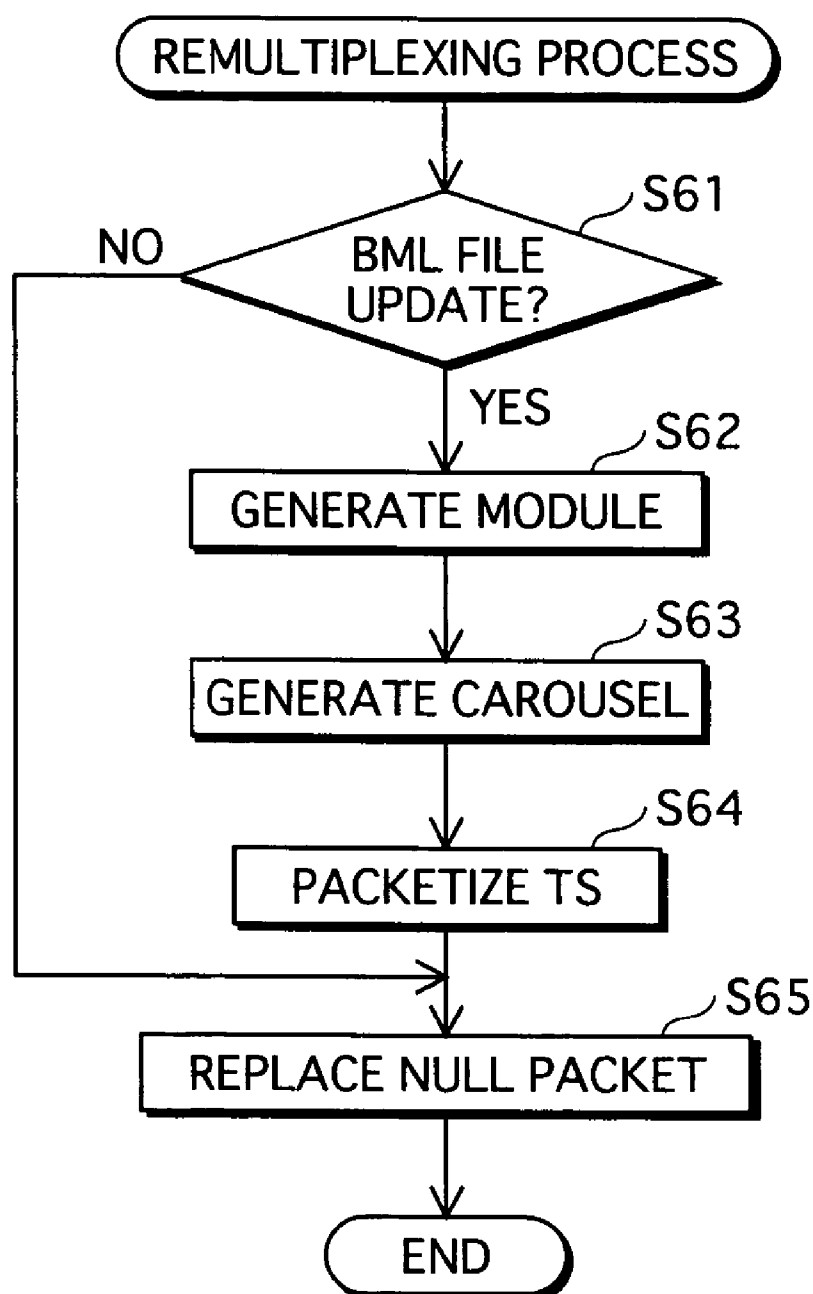 REMULTIPLEXING PROCESS
S61
NO
BML FILE
UPDATE?
YES
S62
GENERATE MODULE
S63
GENERATE CAROUSEL
S64
PACKETIZE TS
S65
REPLACE NULL PACKET
END